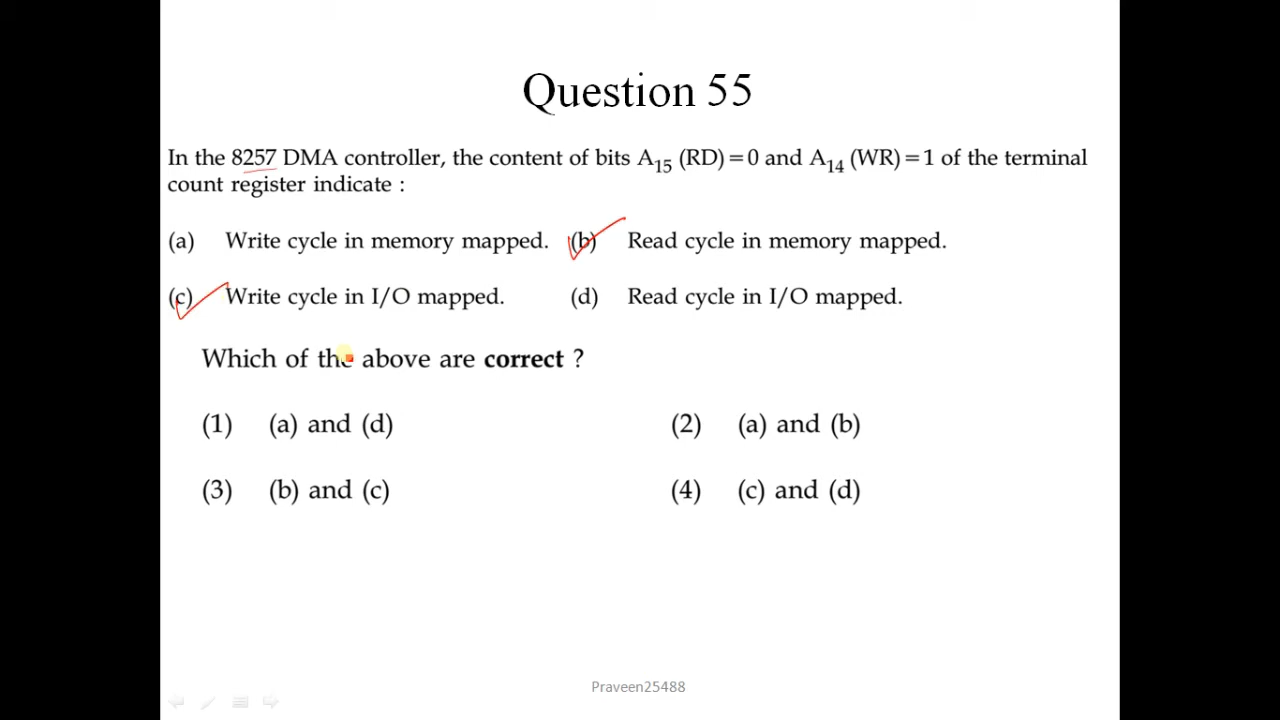 Question 55
In the 8257 DMA controller, the content of bits A15 (RD) = 0 and A14 (WR) = 1 of the terminal
count register indicate :
(a) Write cycle in memory mapped. (b) Read cycle in memory mapped.
(c) Write cycle in I/O mapped. (d) Read cycle in I/O mapped.
Which of the above are correct ?
(1) (a) and (d) (2) (a) and (b)
(3) (b) and (c) (4) (c) and (d)
Praveen25488